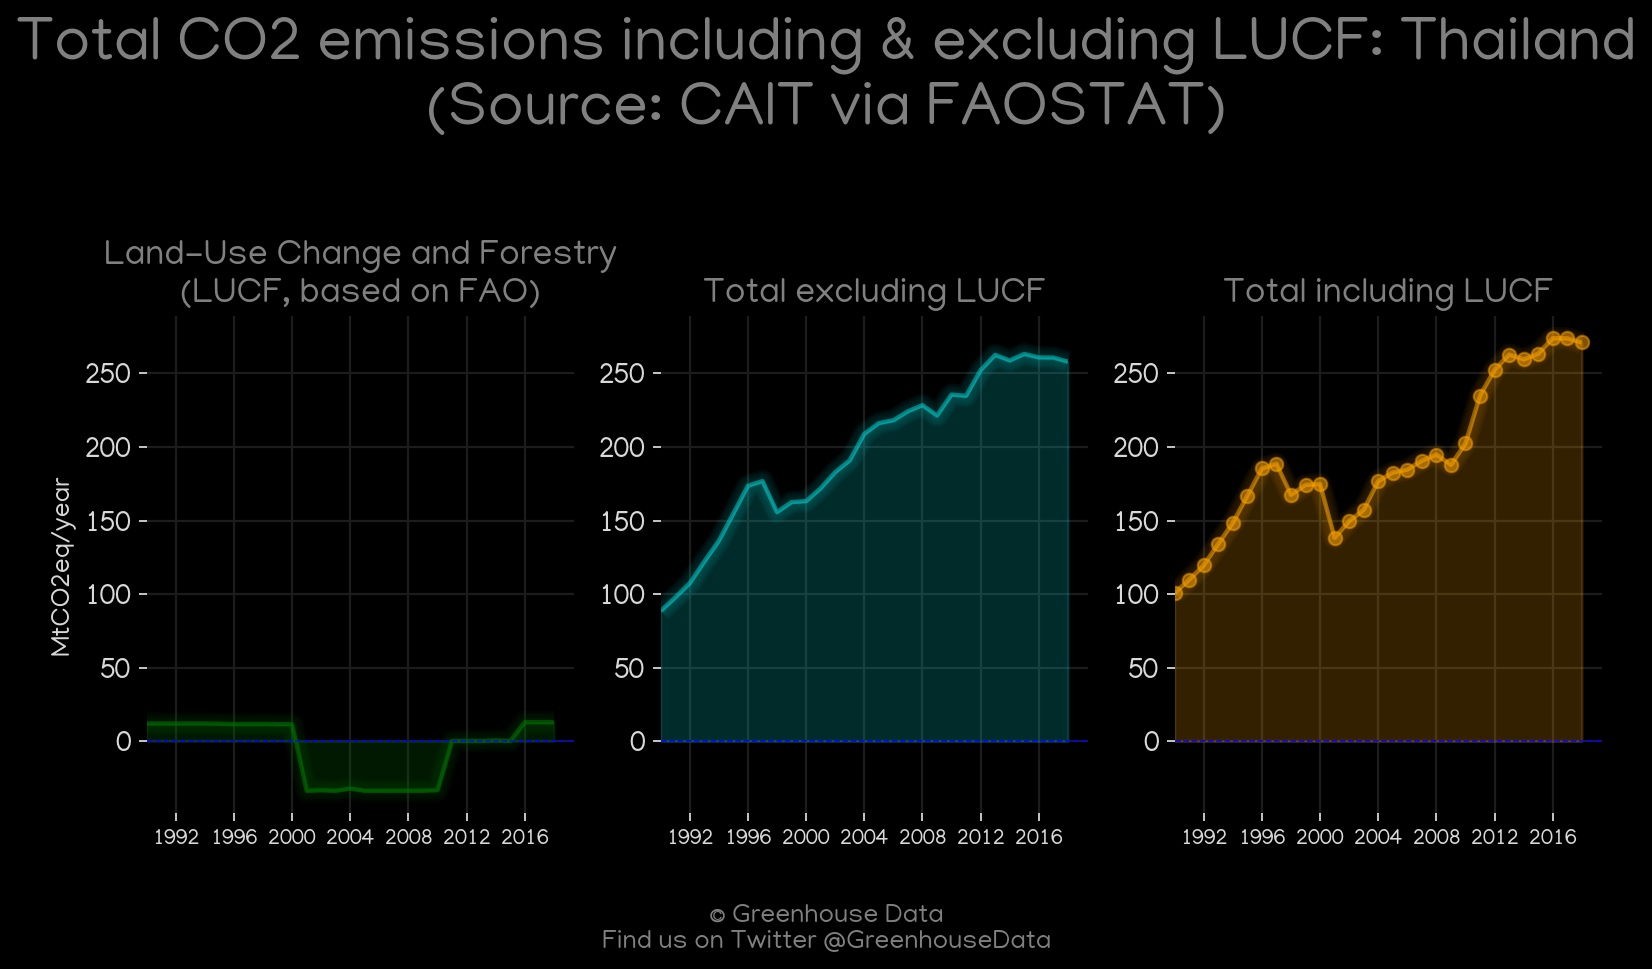 Total CO2 emissions including & excluding LUCF: Thailand
(Source: CAIT via FAOSTAT)
Land-Use Change and Forestry
(LUCF, based on FAO)
Total excluding LUCF
Total including LUCF
MtCO2eq/year
250
200
150
100
50
0
1992 1996 2000 2004 2008 2012 2016
250
200
150
100
50
0
1992 1996 2000 2004 2008 2012 2016
250
200
150
100
50
0
1992 1996 2000 2004 2008 2012 2016
© Greenhouse Data
Find us on Twitter @GreenhouseData